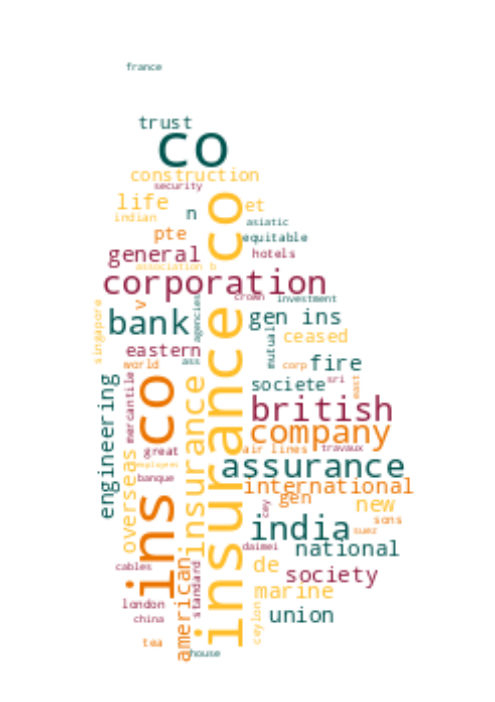 france
trust
co
construction
security
life
et
indian
n
asiatic
pte
equitable
general
hotels
association b
corporation
crown
investment
singapore
v
agencies
bank
gen ins
mutual
ceased
eastern
world
ass
corp
fire
societe
sri
east
engineering
mercantile
ins co
insurance
insurance co
british
company
great
air lines
travaux
overseas
employees
assurance
banque
international
gen
cey
new
sons
india
suez
daimei
national
cables
american
standard
de
society
marine
london
china
ceylon
union
tea
house